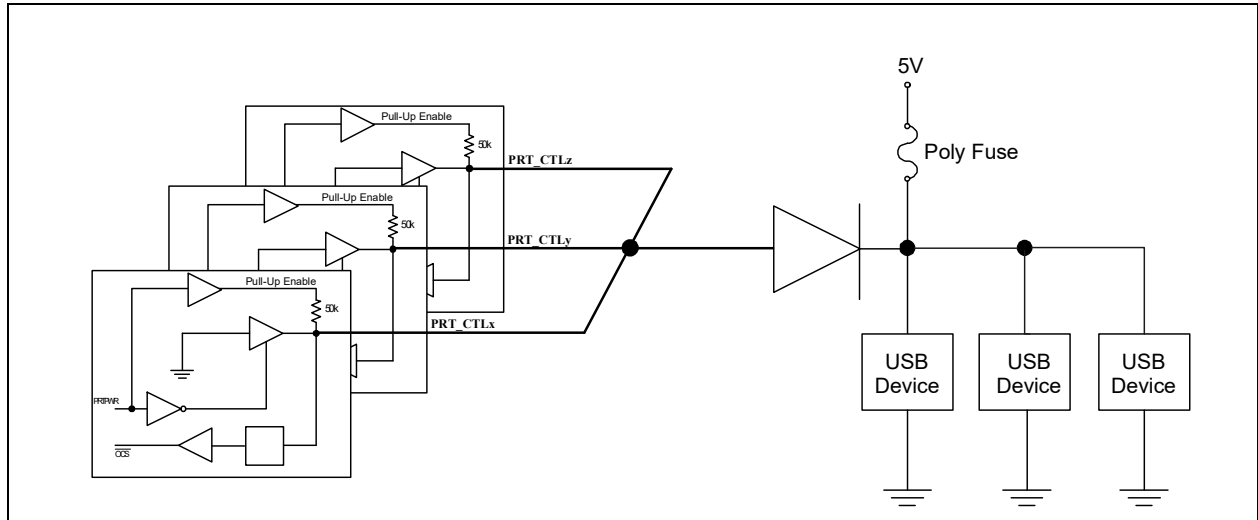 Pull-Up Enable
50k
PRT_CTLz
Pull-Up Enable
50k
PRT_CTLy
Pull-Up Enable
50k
PRT_CTLx
PRTPWR
OCS
5V
Poly Fuse
USB
Device
USB
Device
USB
Device